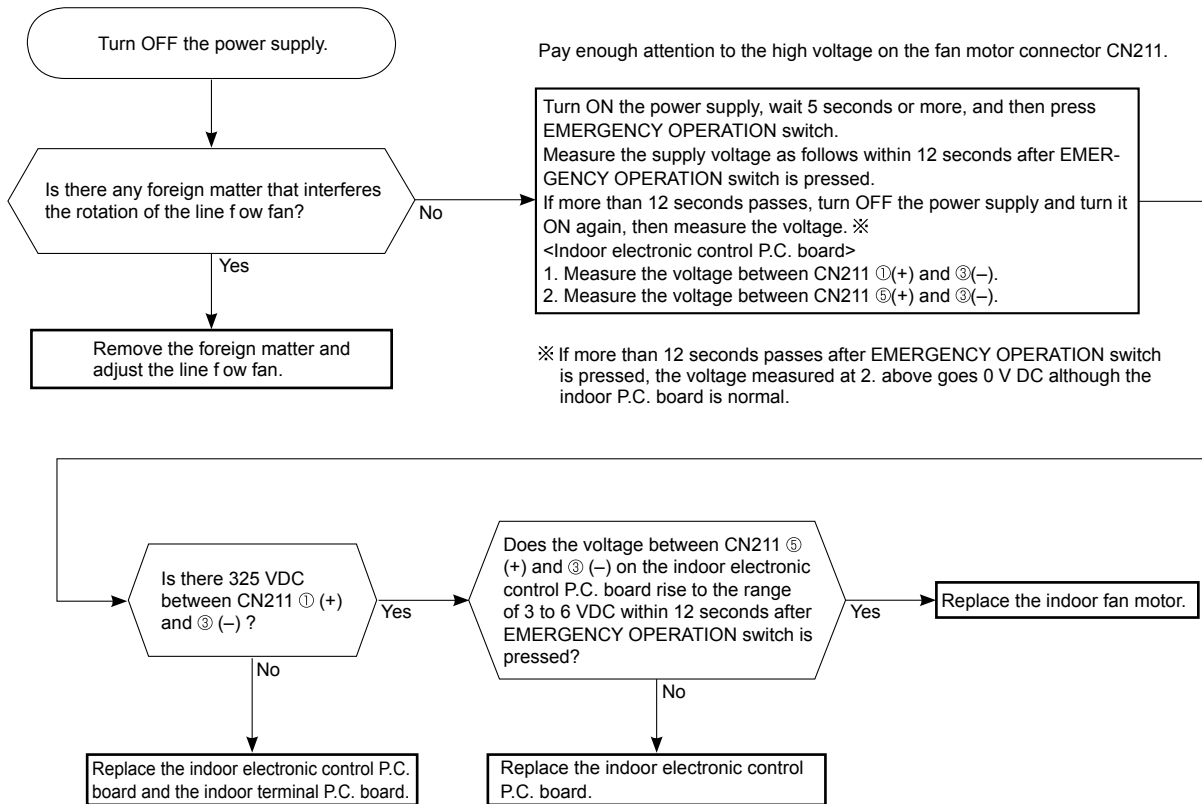 Turn OFF the power supply.
Pay enough attention to the high voltage on the fan motor connector CN211.
Is there any foreign matter that interferes
the rotation of the line f ow fan?
No
Yes
Remove the foreign matter and
adjust the line f ow fan.
Turn ON the power supply, wait 5 seconds or more, and then press
EMERGENCY OPERATION switch.
Measure the supply voltage as follows within 12 seconds after EMER-
GENCY OPERATION switch is pressed.
If more than 12 seconds passes, turn OFF the power supply and turn it
ON again, then measure the voltage. ※
<Indoor electronic control P.C. board>
1. Measure the voltage between CN211 ①(+) and ③(–).
2. Measure the voltage between CN211 ⑤(+) and ③(–).
※ If more than 12 seconds passes after EMERGENCY OPERATION switch
is pressed, the voltage measured at 2. above goes 0 V DC although the
indoor P.C. board is normal.
Is there 325 VDC
between CN211 ① (+)
and ③ (–) ?
Yes
No
Replace the indoor electronic control P.C.
board and the indoor terminal P.C. board.
Does the voltage between CN211 ⑤
(+) and ③ (–) on the indoor electronic
control P.C. board rise to the range
of 3 to 6 VDC within 12 seconds after
EMERGENCY OPERATION switch is
pressed?
Yes
No
Replace the indoor electronic control
P.C. board.
Replace the indoor fan motor.